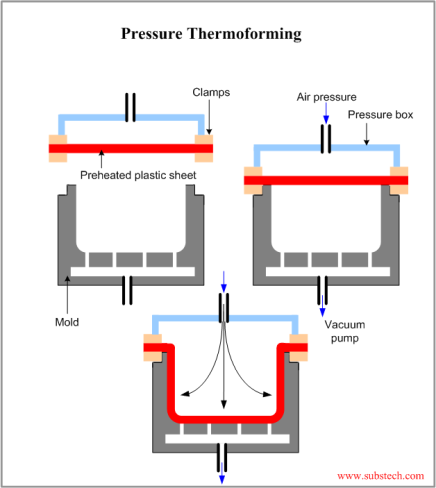 Pressure Thermoforming
Clamps
Air pressure
Pressure box
Preheated plastic sheet
Mold
Vacuum
pump
www.substech.com